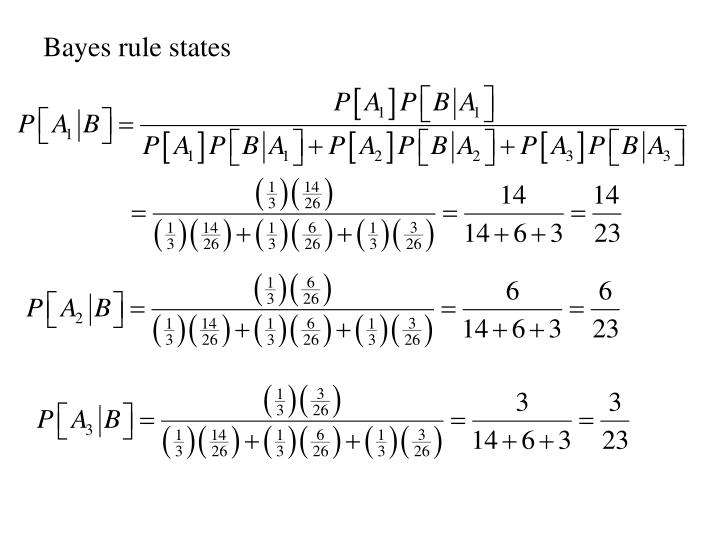 Bayes rule states
P[A₁|B] = P[A₁]P[B|A₁] / (P[A₁]P[B|A₁] + P[A₂]P[B|A₂] + P[A₃]P[B|A₃])
= (1/3)(14/26) / ((1/3)(14/26) + (1/3)(6/26) + (1/3)(3/26)) = 14 / (14 + 6 + 3) = 14/23
P[A₂|B] = (1/3)(6/26) / ((1/3)(14/26) + (1/3)(6/26) + (1/3)(3/26)) = 6 / (14 + 6 + 3) = 6/23
P[A₃|B] = (1/3)(3/26) / ((1/3)(14/26) + (1/3)(6/26) + (1/3)(3/26)) = 3 / (14 + 6 + 3) = 3/23